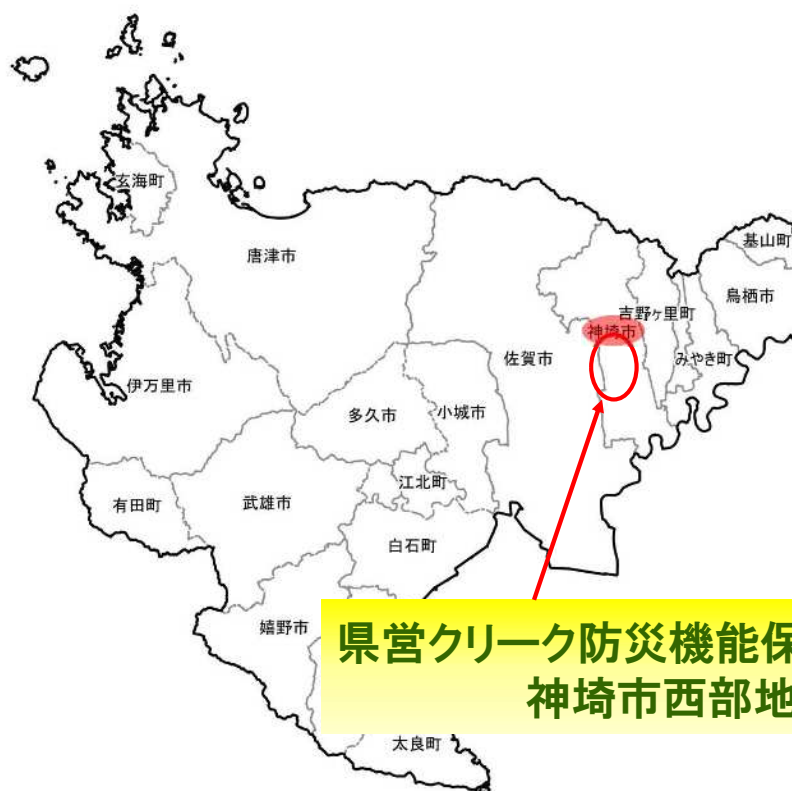 玄海町
唐津市
基山町
鳥栖市
吉野ヶ里町
神埼市
みやき町
佐賀市
伊万里市
多久市
小城市
江北町
有田町
武雄市
白石町
嬉野市
県営クリーク防災機能保
神埼市西部地
太良町